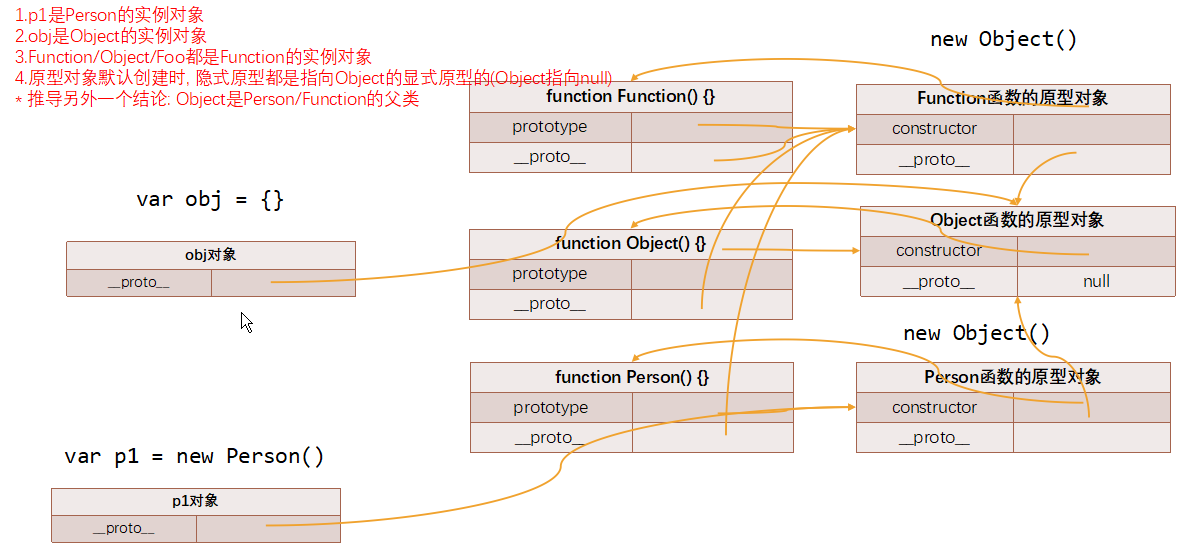 1.p1是Person的实例对象
2.obj是Object的实例对象
3.Function/Object/Foo都是Function的实例对象
4.原型对象默认创建时, 隐式原型都是指向Object的显式原型的(Object指向null)
* 推导另外一个结论: Object是Person/Function的父类
new Object()
function Function() {}
prototype
__proto__
Function函数的原型对象
constructor
__proto__
var obj = {}
obj对象
__proto__
function Object() {}
prototype
__proto__
Object函数的原型对象
constructor
__proto__ null
new Object()
function Person() {}
prototype
__proto__
Person函数的原型对象
constructor
__proto__
var p1 = new Person()
p1对象
__proto__